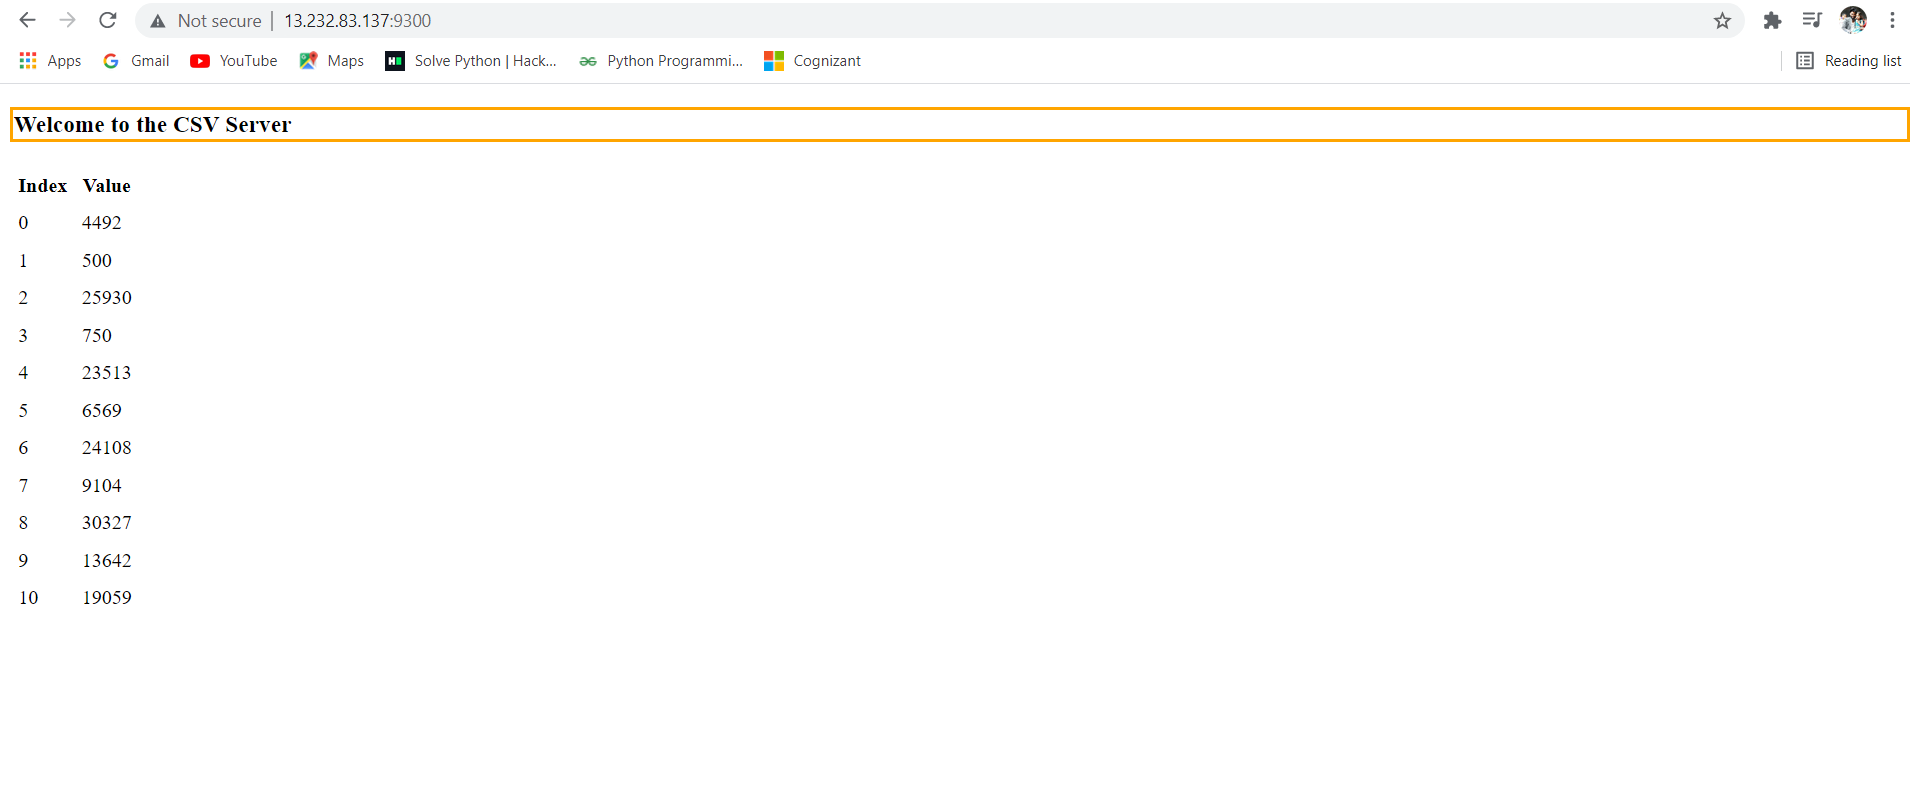 Not secure | 13.232.83.137:9300
Apps Gmail YouTube Maps Solve Python | Hack... Python Programmi... Cognizant Reading list
Welcome to the CSV Server
Index Value
0 4492
1 500
2 25930
3 750
4 23513
5 6569
6 24108
7 9104
8 30327
9 13642
10 19059